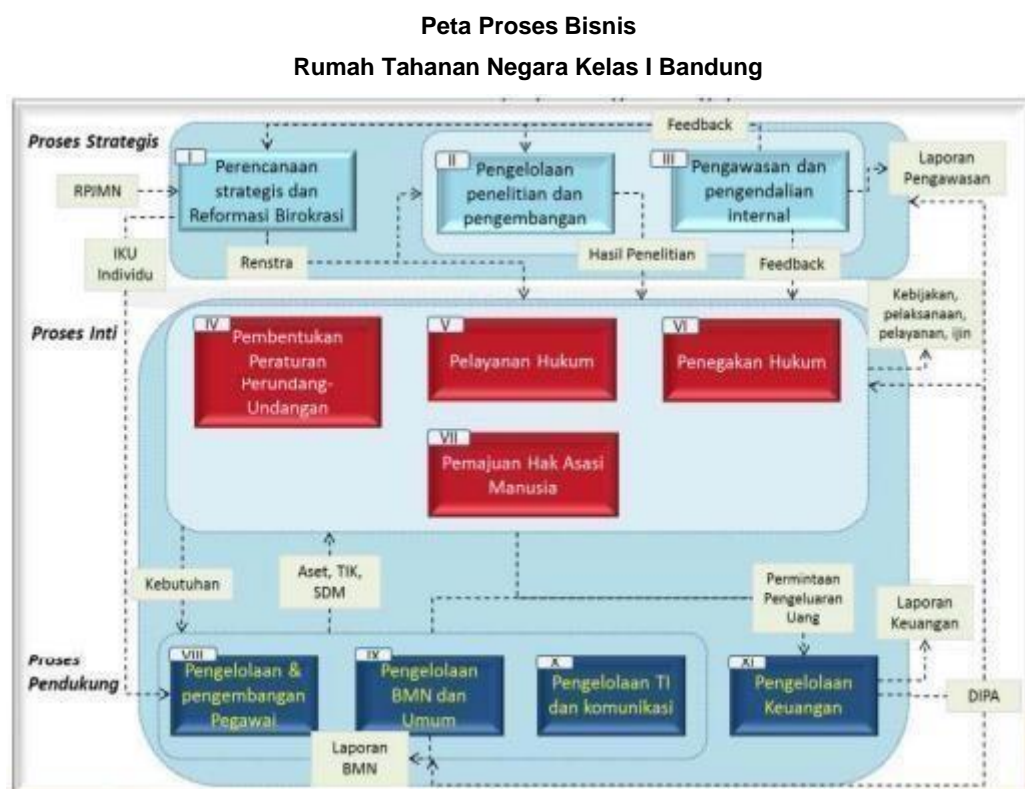 Peta Proses Bisnis
Rumah Tahanan Negara Kelas I Bandung
Proses Strategis
Feedback
I
Perencanaan
strategis dan
Reformasi Birokrasi
II
Pengelolaan
penelitian dan
pengembangan
III
Pengawasan dan
pengendalian
internal
Laporan
Pengawasan
RPJMN
IKU
Individu
Renstra
Hasil Penelitian
Feedback
Kebijakan,
pelaksanaan,
pelayanan, ijin
Proses Inti
IV
Pembentukan
Peraturan
Perundang-
Undangan
V
Pelayanan Hukum
VI
Penegakan Hukum
VII
Pemajuan Hak Asasi
Manusia
Kebutuhan
Aset, TIK,
SDM
Permintaan
Pengeluaran
Uang
Laporan
Keuangan
Proses
Pendukung
VIII
Pengelolaan &
pengembangan
Pegawai
IX
Pengelolaan
BMN dan
Umum
X
Pengelolaan TI
dan komunikasi
XI
Pengelolaan
Keuangan
DIPA
Laporan
BMN